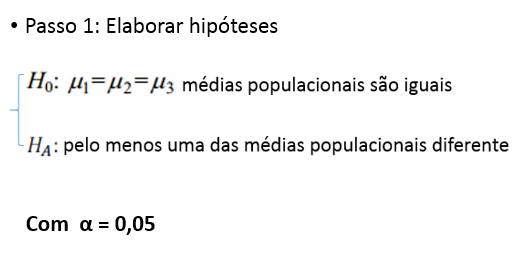 • Passo 1: Elaborar hipóteses
H₀: μ₁=μ₂=μ₃ médias populacionais são iguais
H_A: pelo menos uma das médias populacionais diferente
Com α = 0,05